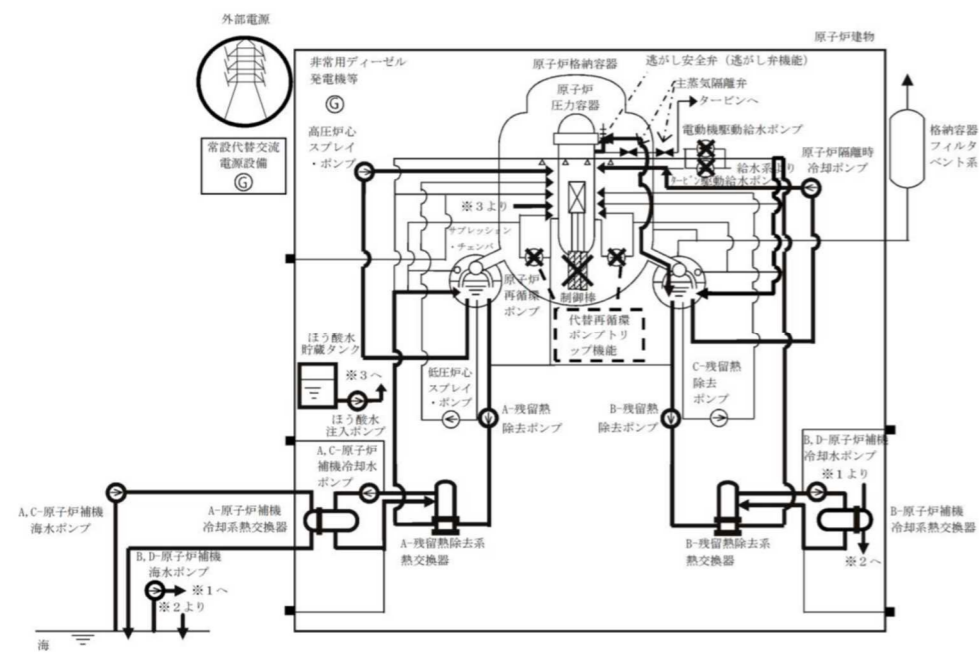 外部電源
原子炉建物
非常用ディーゼル
発電機等
G
常設代替交流
電源設備
G
高圧炉心
スプレイ
・ポンプ
原子炉格納容器
原子炉
圧力容器
逃がし安全弁（逃がし弁機能）
主蒸気隔離弁
タービンへ
電動機駆動給水ポンプ
給水系より
タービン駆動給水ポンプ
原子炉隔離時
冷却ポンプ
格納容器
フィルタ
ベント系
※3より
サプレッション
・チェンバ
原子炉
再循環
ポンプ
制御棒
代替再循環
ポンプトリ
ップ機能
ほう酸水
貯蔵タンク
※3へ
ほう酸水
注入ポンプ
低圧炉心
スプレイ
・ポンプ
A-残留熱
除去ポンプ
B-残留熱
除去ポンプ
C-残留熱
除去
ポンプ
A,C-原子炉
補機冷却水
ポンプ
B,D-原子炉補機
冷却水ポンプ
※1より
A,C-原子炉補機
海水ポンプ
A-原子炉補機
冷却系熱交換器
A-残留熱除去系
熱交換器
B-残留熱除去系
熱交換器
B-原子炉補機
冷却系熱交換器
※2へ
B,D-原子炉補機
海水ポンプ
※1へ
※2より
海